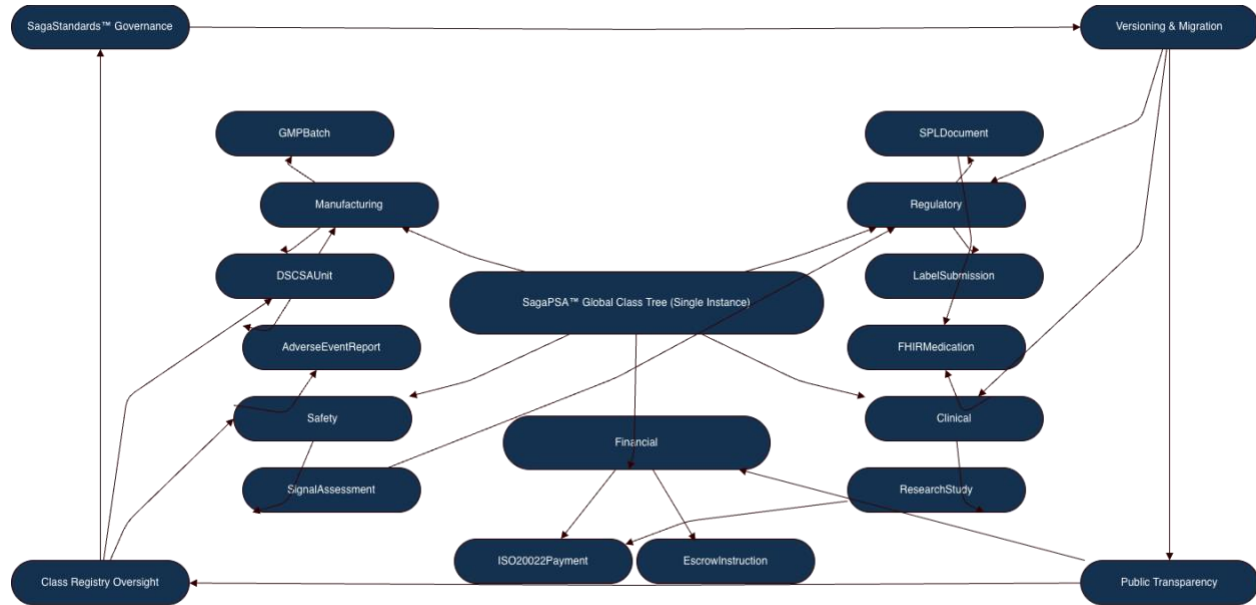 SagaStandards™ Governance
Versioning & Migration
GMPBatch
SPLDocument
Manufacturing
Regulatory
DSCSAUnit
SagaPSA™ Global Class Tree (Single Instance)
LabelSubmission
AdverseEventReport
FHIRMedication
Safety
Financial
Clinical
SignalAssessment
ResearchStudy
ISO20022Payment
EscrowInstruction
Class Registry Oversight
Public Transparency